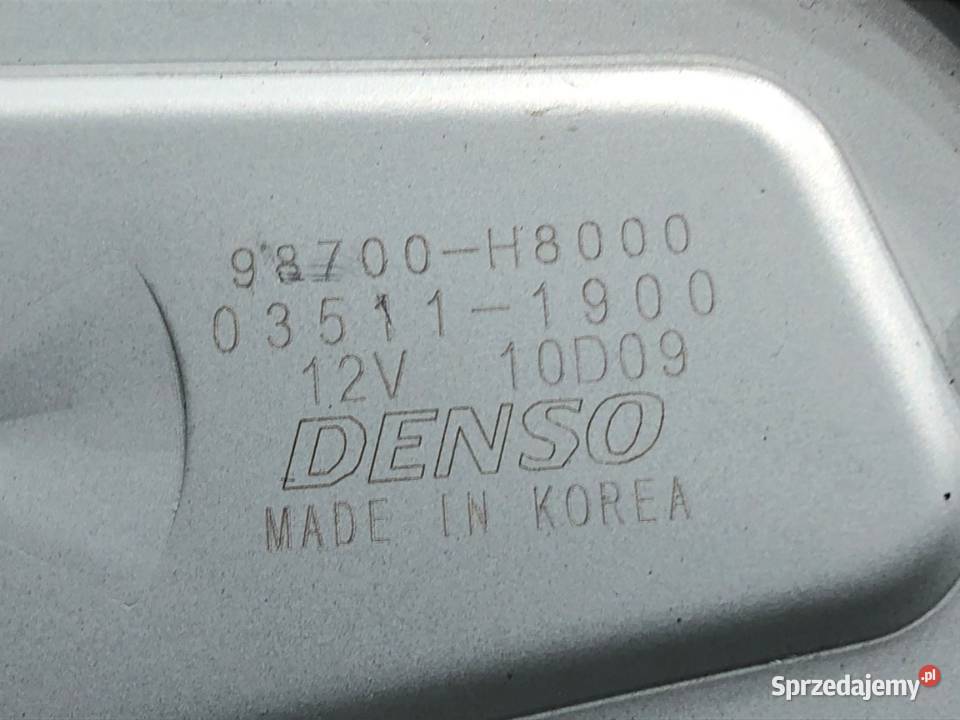 98700-H8000
03511-1900
12V 10D09
DENSO
MADE IN KOREA
Sprzedajemy.pl